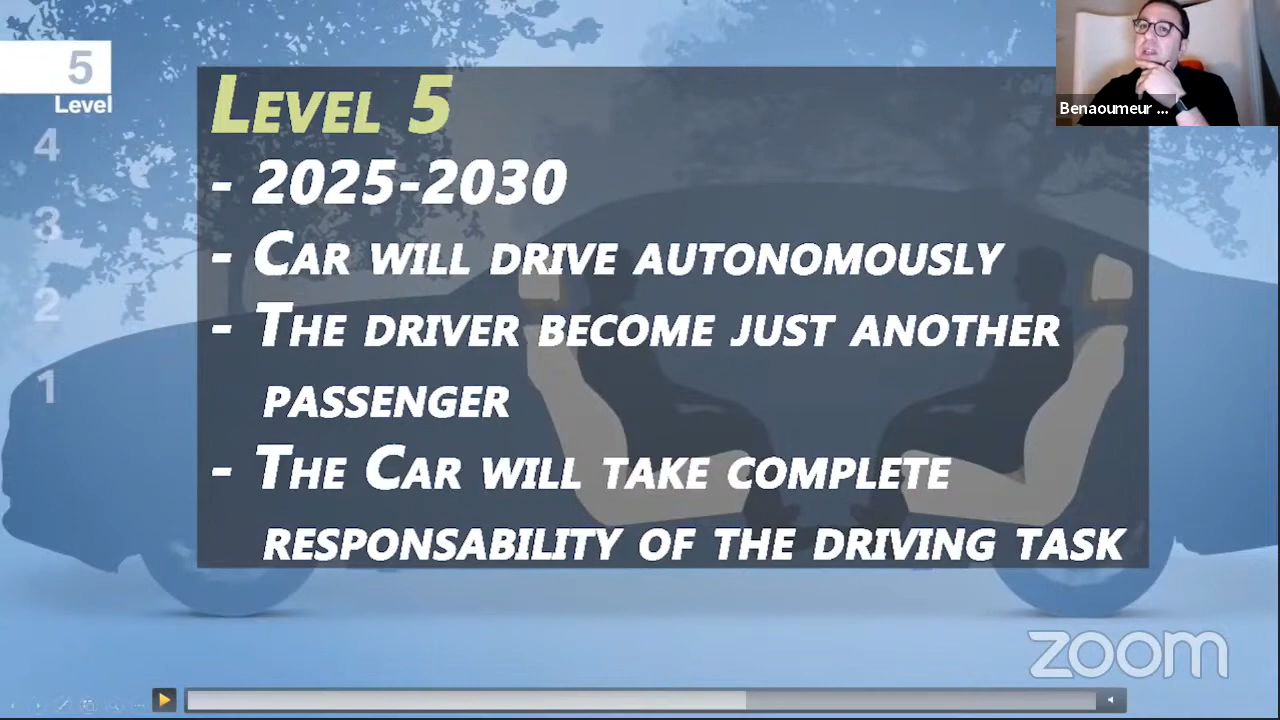 5
Level
4
3
2
1
Level 5
- 2025-2030
- Car will drive autonomously
- The driver become just another
passenger
- The Car will take complete
responsability of the driving task
Benaoumeur ...
zoom